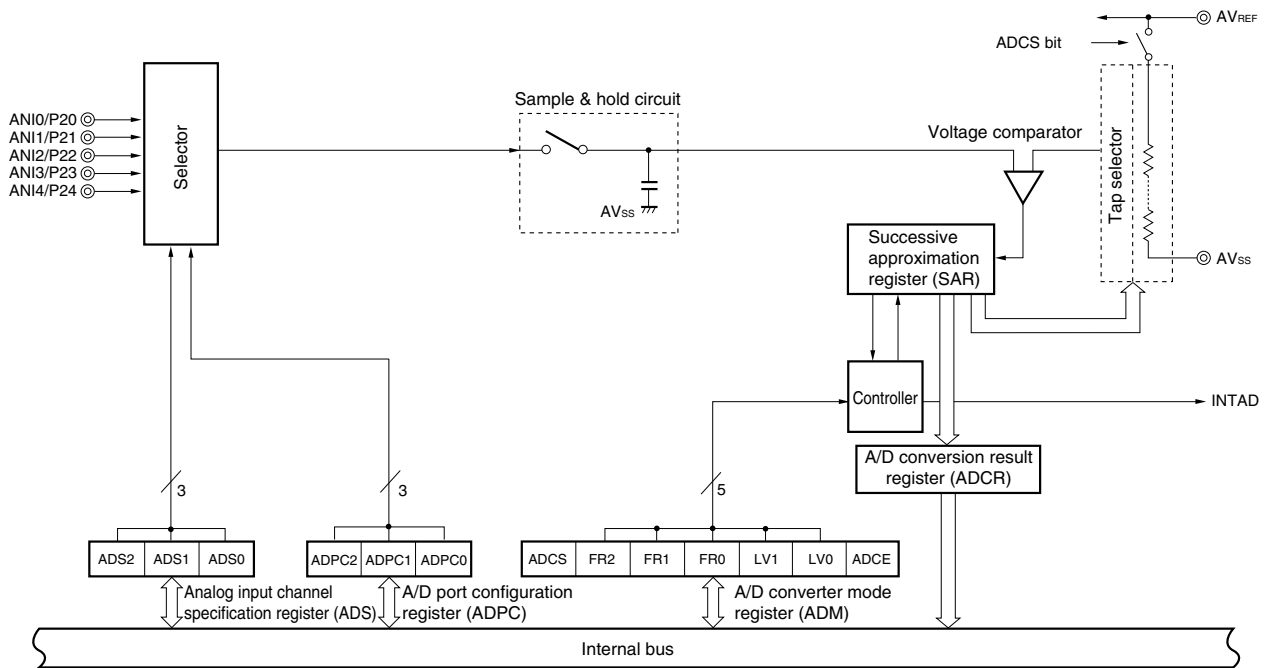 AVREF
ADCS bit
Sample & hold circuit
ANI0/P20
ANI1/P21
ANI2/P22
ANI3/P23
ANI4/P24
Selector
Voltage comparator
Tap selector
AVSS
Successive
approximation
register (SAR)
AVSS
Controller
INTAD
A/D conversion result
register (ADCR)
3
3
5
ADS2 ADS1 ADS0
ADPC2 ADPC1 ADPC0
ADCS FR2 FR1 FR0 LV1 LV0 ADCE
Analog input channel
specification register (ADS)
A/D port configuration
register (ADPC)
A/D converter mode
register (ADM)
Internal bus